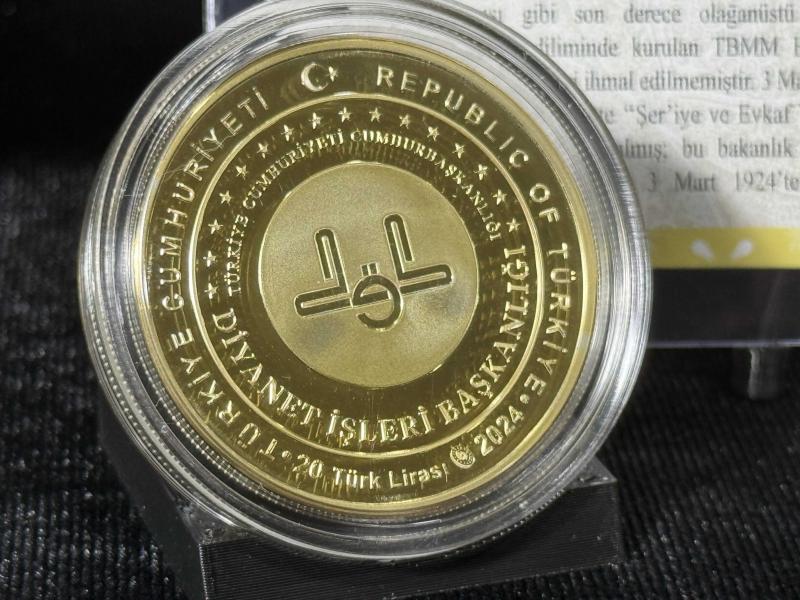 TÜRKİYE CUMHURİYETİ REPUBLIC OF TÜRKİYE
TÜRKİYE CUMHURİYETİ CUMHURBAŞKANLIĞI
DİYANET İŞLERİ BAŞKANLIĞI
20 Türk Lirası 2024
gibi son derece olağanüstü
diliminde kurulan TBMM
ihmal edilmemiştir. 3
"Şer'iye ve Evkaf
bu bakanlık
3 Mart 1924'te